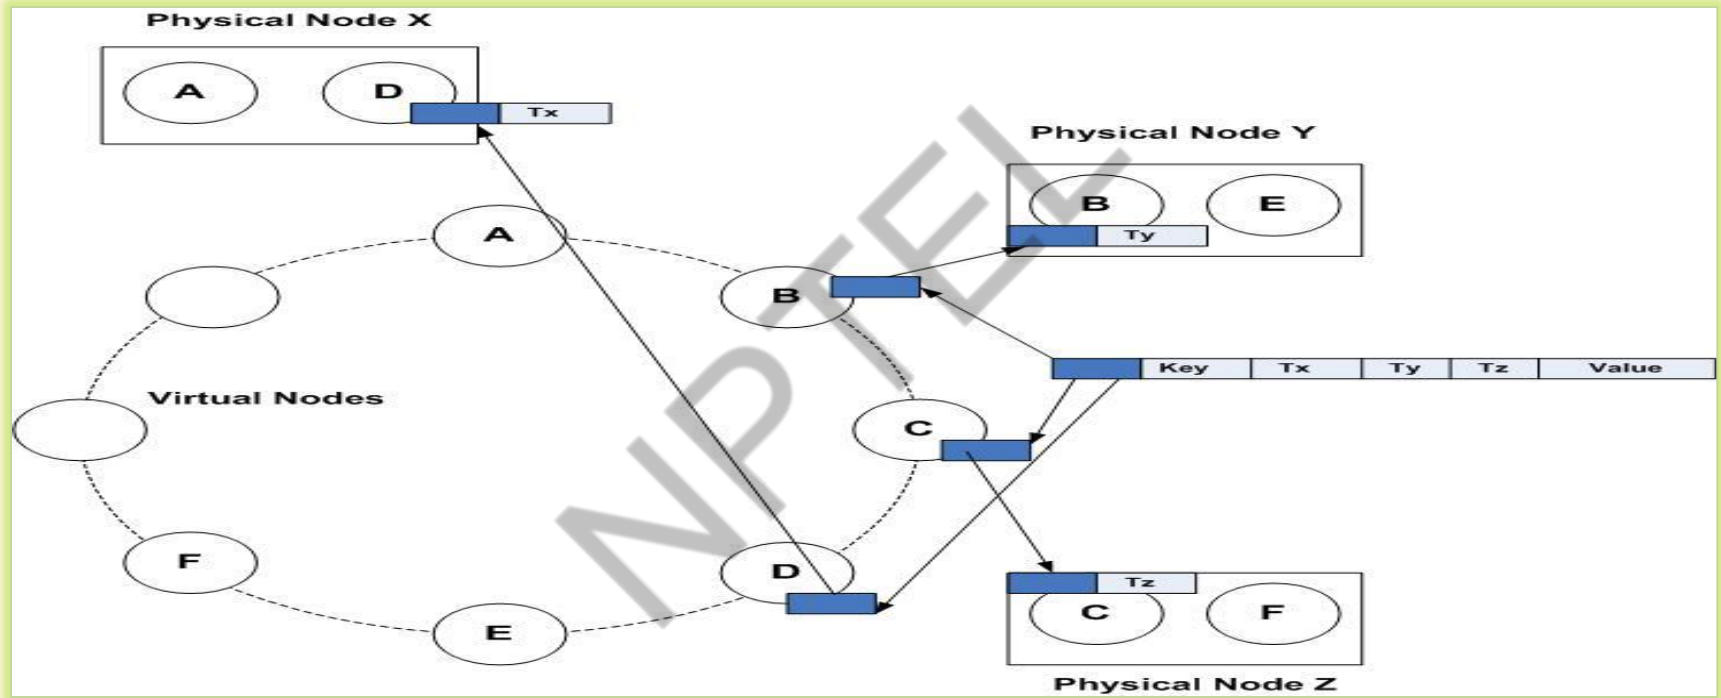 Physical Node X
A D
Tx
Physical Node Y
B E
Ty
A
B
Key Tx Ty Tz Value
Virtual Nodes
C
F
D
E
Tz
C F
Physical Node Z
NPTEL